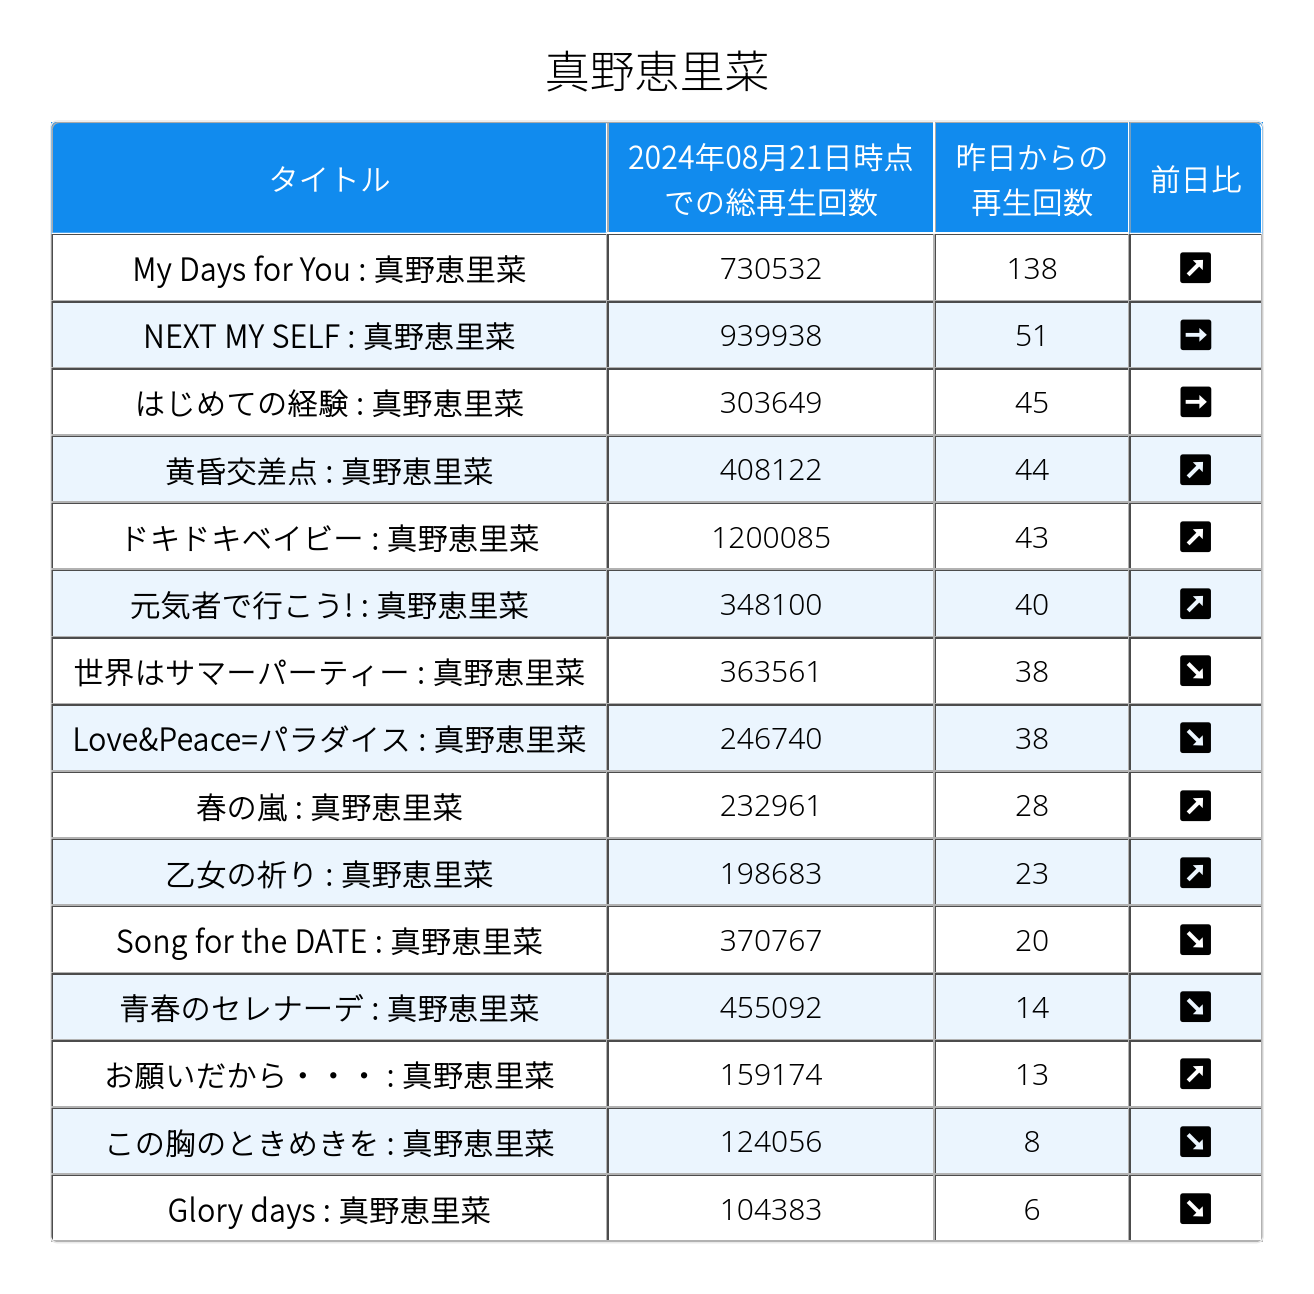 真野恵里菜
タイトル 2024年08月21日時点での総再生回数 昨日からの再生回数 前日比
My Days for You : 真野恵里菜 730532 138 ↗
NEXT MY SELF : 真野恵里菜 939938 51 →
はじめての経験 : 真野恵里菜 303649 45 →
黄昏交差点 : 真野恵里菜 408122 44 ↗
ドキドキベイビー : 真野恵里菜 1200085 43 ↗
元気者で行こう! : 真野恵里菜 348100 40 ↗
世界はサマーパーティー : 真野恵里菜 363561 38 ↘
Love&Peace=パラダイス : 真野恵里菜 246740 38 ↘
春の嵐 : 真野恵里菜 232961 28 ↗
乙女の祈り : 真野恵里菜 198683 23 ↗
Song for the DATE : 真野恵里菜 370767 20 ↘
青春のセレナーデ : 真野恵里菜 455092 14 ↘
お願いだから・・・ : 真野恵里菜 159174 13 ↗
この胸のときめきを : 真野恵里菜 124056 8 ↘
Glory days : 真野恵里菜 104383 6 ↘